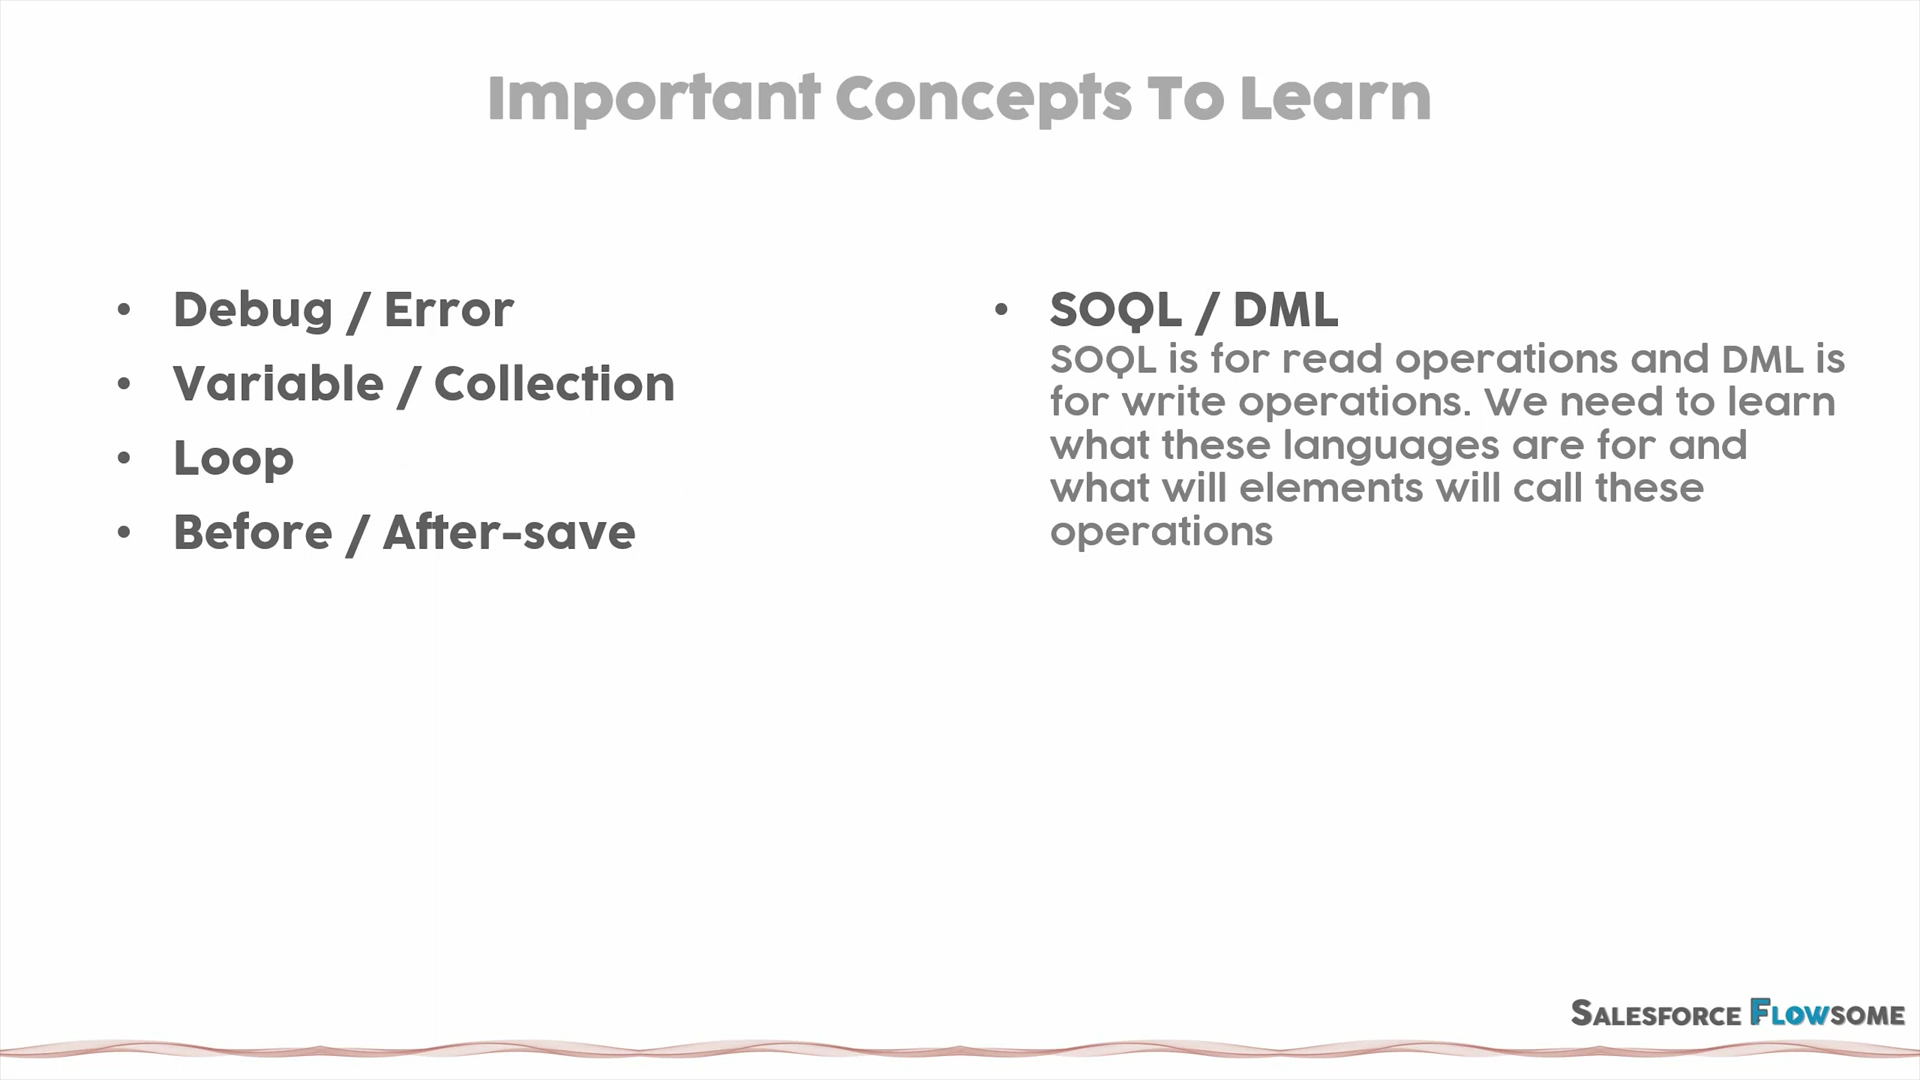 Important Concepts To Learn
• Debug / Error
• Variable / Collection
• Loop
• Before / After-save
• SOQL / DML
SOQL is for read operations and DML is
for write operations. We need to learn
what these languages are for and
what will elements will call these
operations
SALESFORCE FLOWSOME